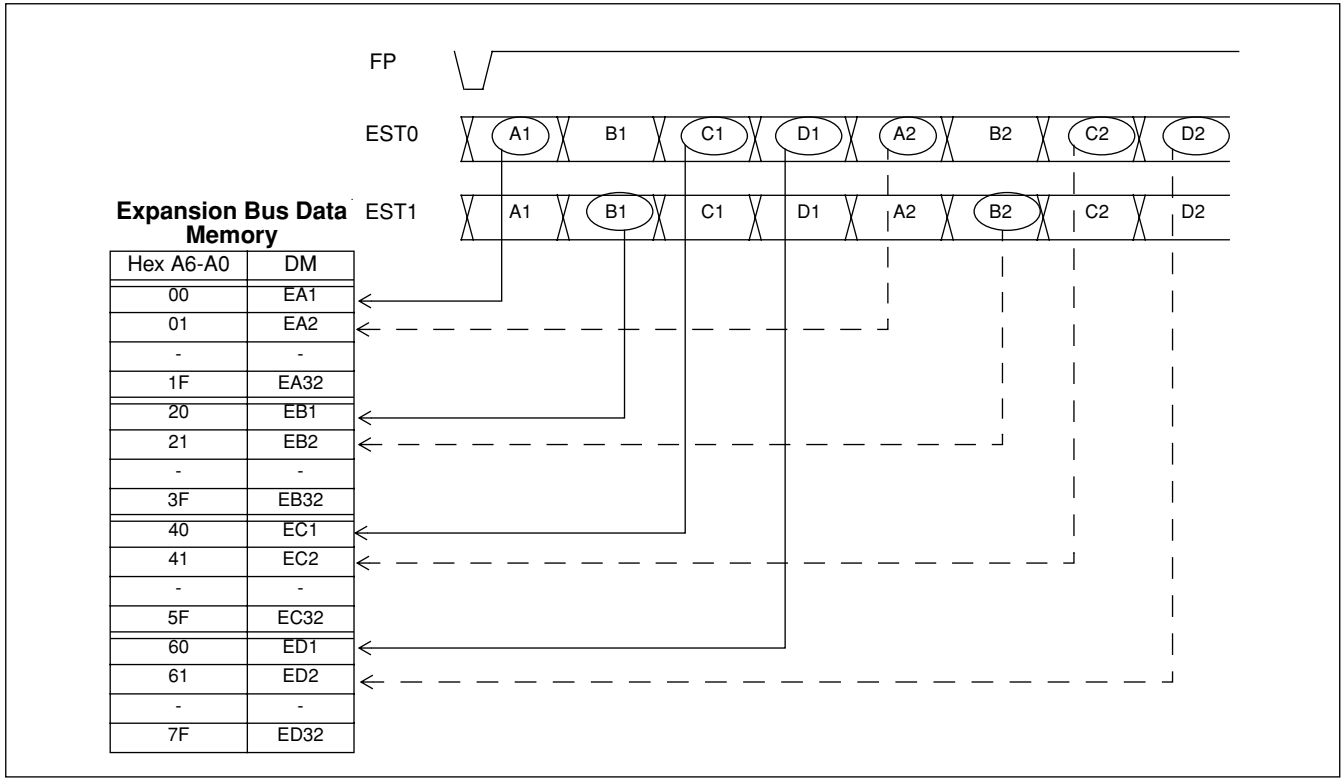 FP
EST0 A1 B1 C1 D1 A2 B2 C2 D2
EST1 A1 B1 C1 D1 A2 B2 C2 D2
Expansion Bus Data
Memory
Hex A6-A0 DM
00 EA1
01 EA2
- -
1F EA32
20 EB1
21 EB2
- -
3F EB32
40 EC1
41 EC2
- -
5F EC32
60 ED1
61 ED2
- -
7F ED32